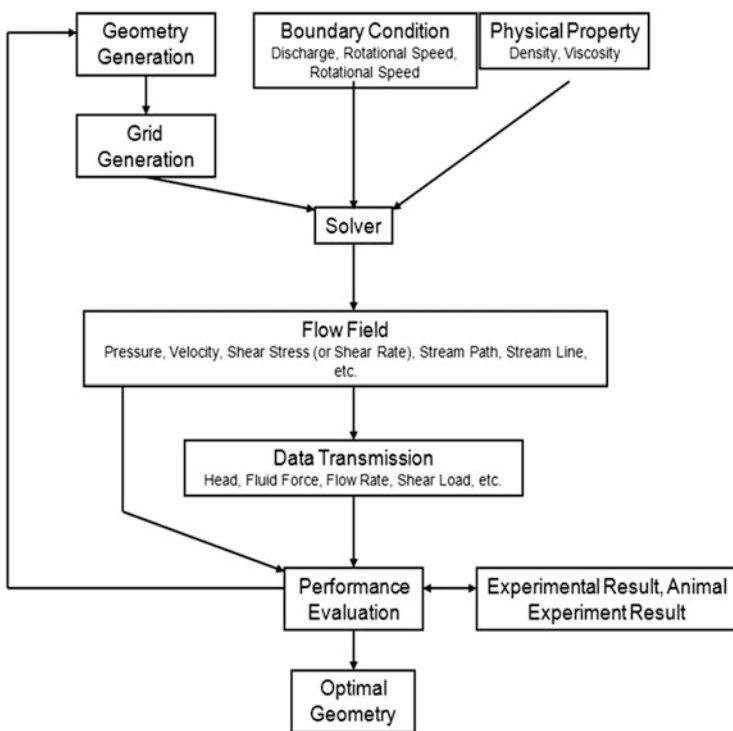 Geometry
Generation
Boundary Condition
Discharge, Rotational Speed,
Rotational Speed
Physical Property
Density, Viscosity
Grid
Generation
Solver
Flow Field
Pressure, Velocity, Shear Stress (or Shear Rate), Stream Path, Stream Line,
etc.
Data Transmission
Head, Fluid Force, Flow Rate, Shear Load, etc.
Performance
Evaluation
Experimental Result, Animal
Experiment Result
Optimal
Geometry